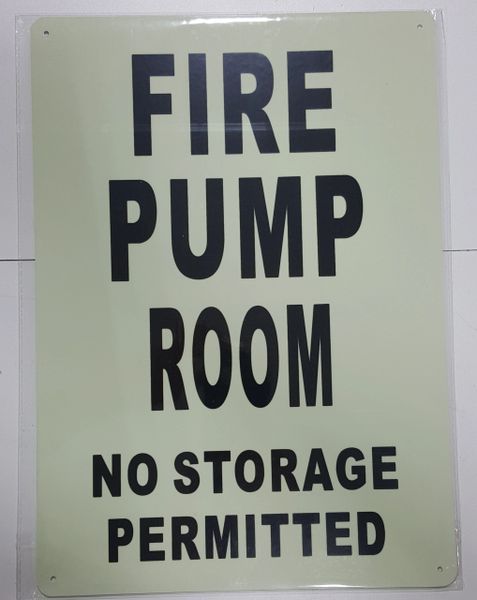 FIRE
PUMP
ROOM
NO STORAGE
PERMITTED